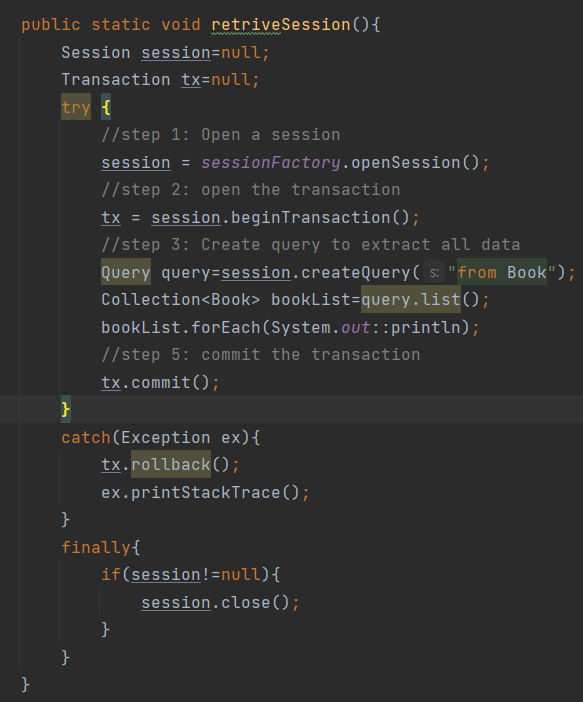 public static void retriveSession(){
Session session=null;
Transaction tx=null;
try {
//step 1: Open a session
session = sessionFactory.openSession();
//step 2: open the transaction
tx = session.beginTransaction();
//step 3: Create query to extract all data
Query query=session.createQuery( s: "from Book");
Collection<Book> bookList=query.list();
bookList.forEach(System.out::println);
//step 5: commit the transaction
tx.commit();
}
catch(Exception ex){
tx.rollback();
ex.printStackTrace();
}
finally{
if(session!=null){
session.close();
}
}
}